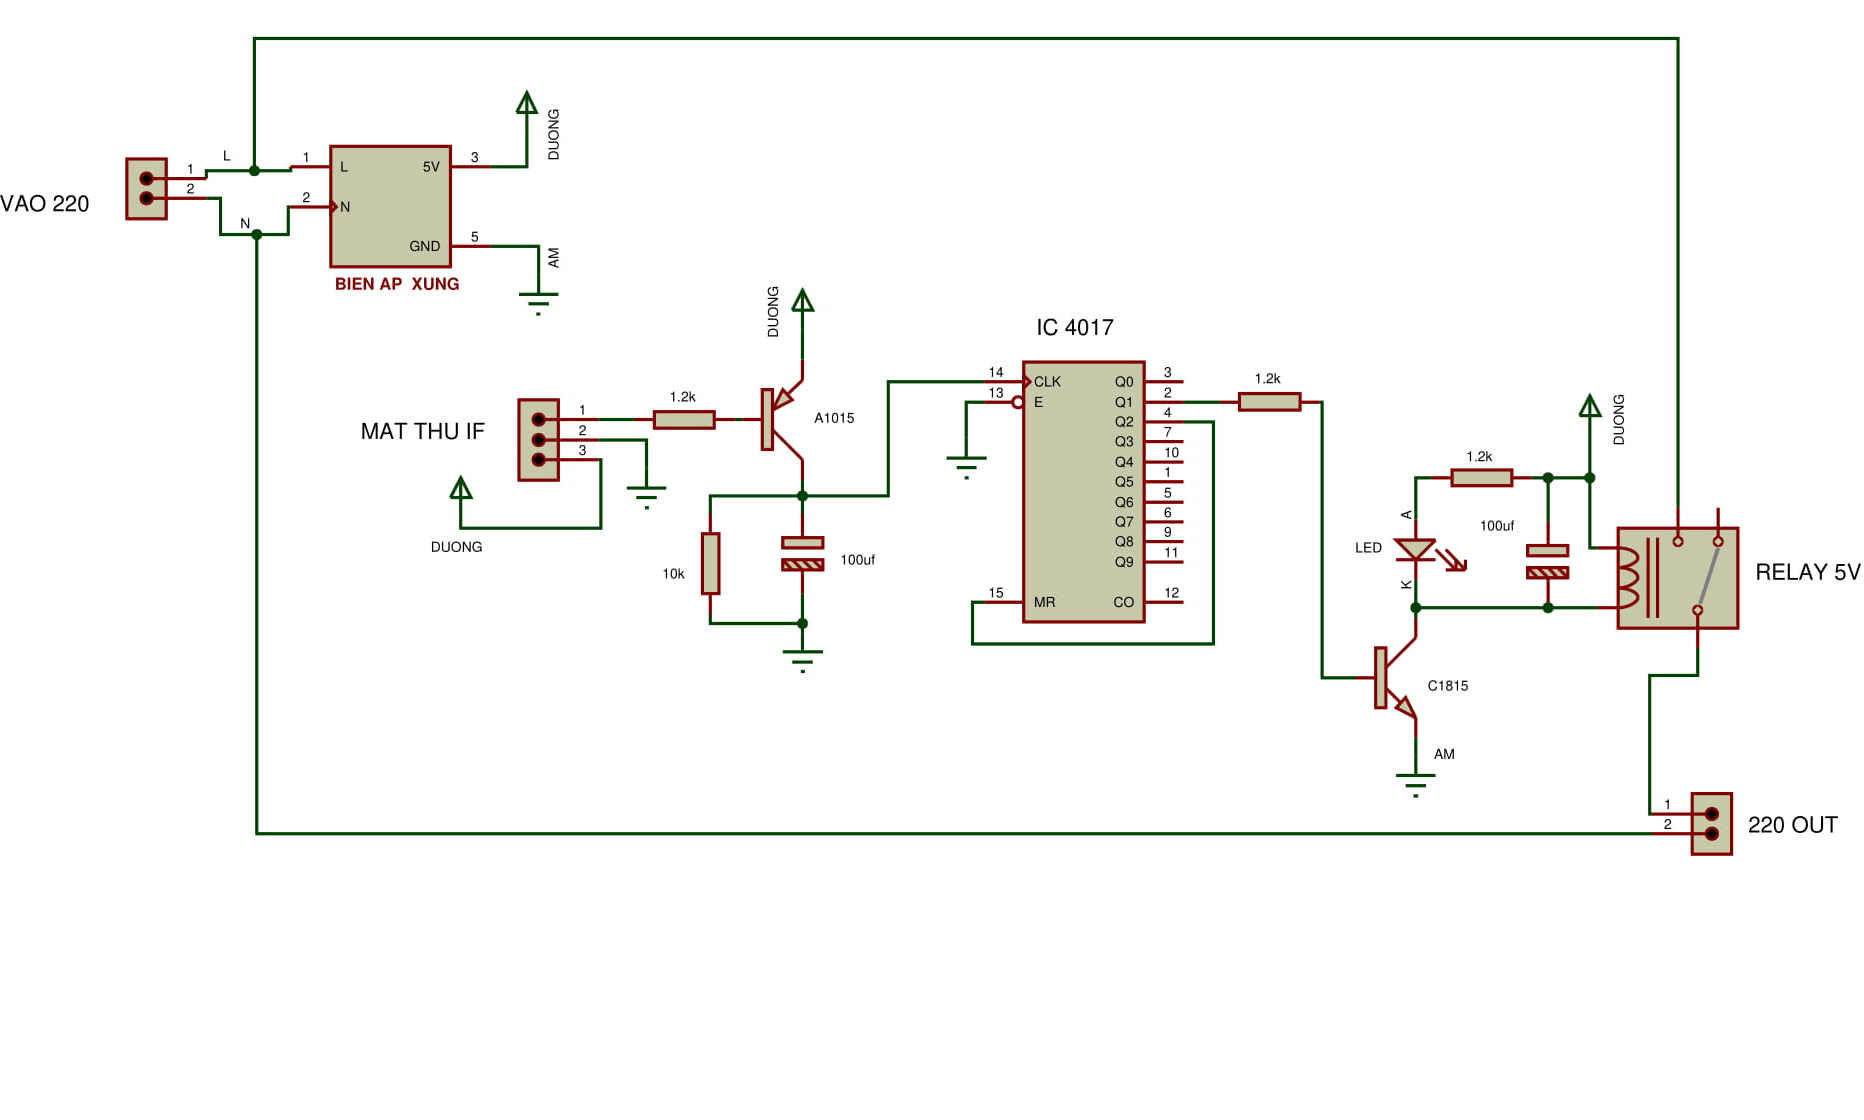 VAO 220
1
2
L
N
1
2
L
N
5V
GND
3
5
DUONG
AM
BIEN AP XUNG
MAT THU IF
1
2
3
DUONG
1.2k
DUONG
A1015
10k
100uf
IC 4017
14
13
15
CLK
E
MR
Q0
Q1
Q2
Q3
Q4
Q5
Q6
Q7
Q8
Q9
CO
3
2
4
7
10
1
5
6
9
11
12
1.2k
1.2k
DUONG
A
LED
K
100uf
RELAY 5V
C1815
AM
1
2
220 OUT